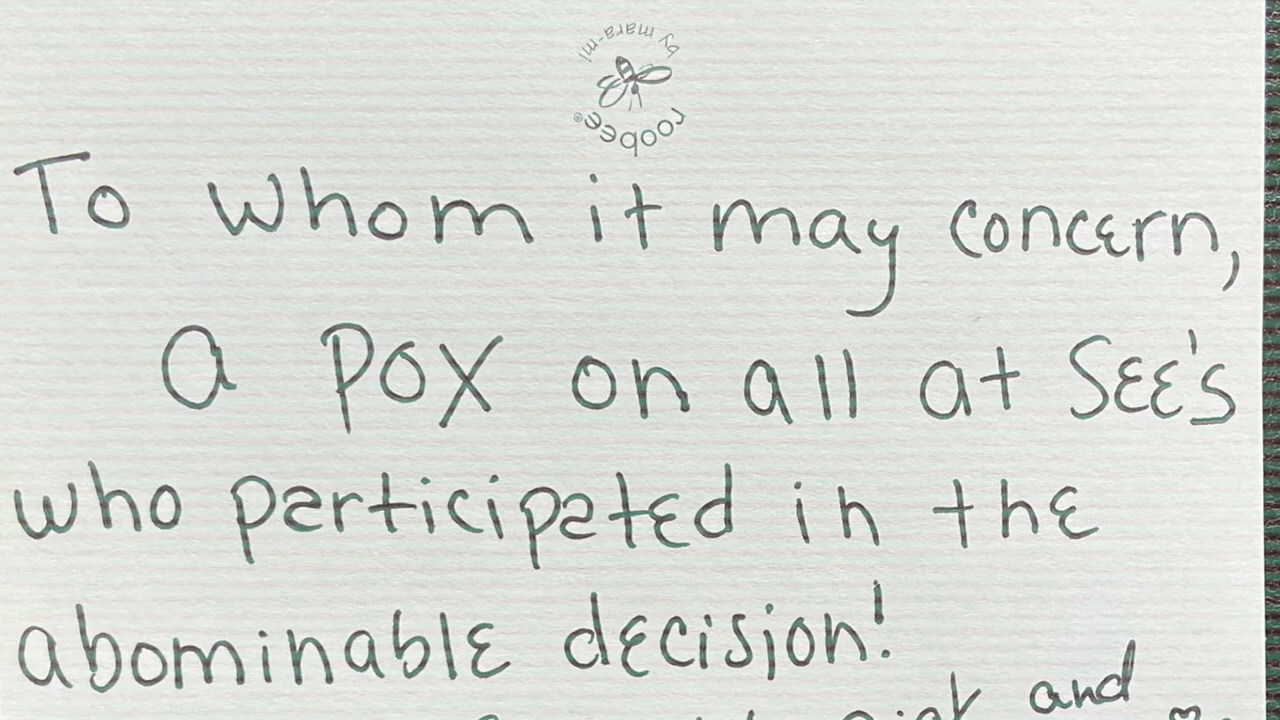 roobee®
by mara-mi
To whom it may concern,
a pox on all at See's
who participated in the
abominable decision!
and